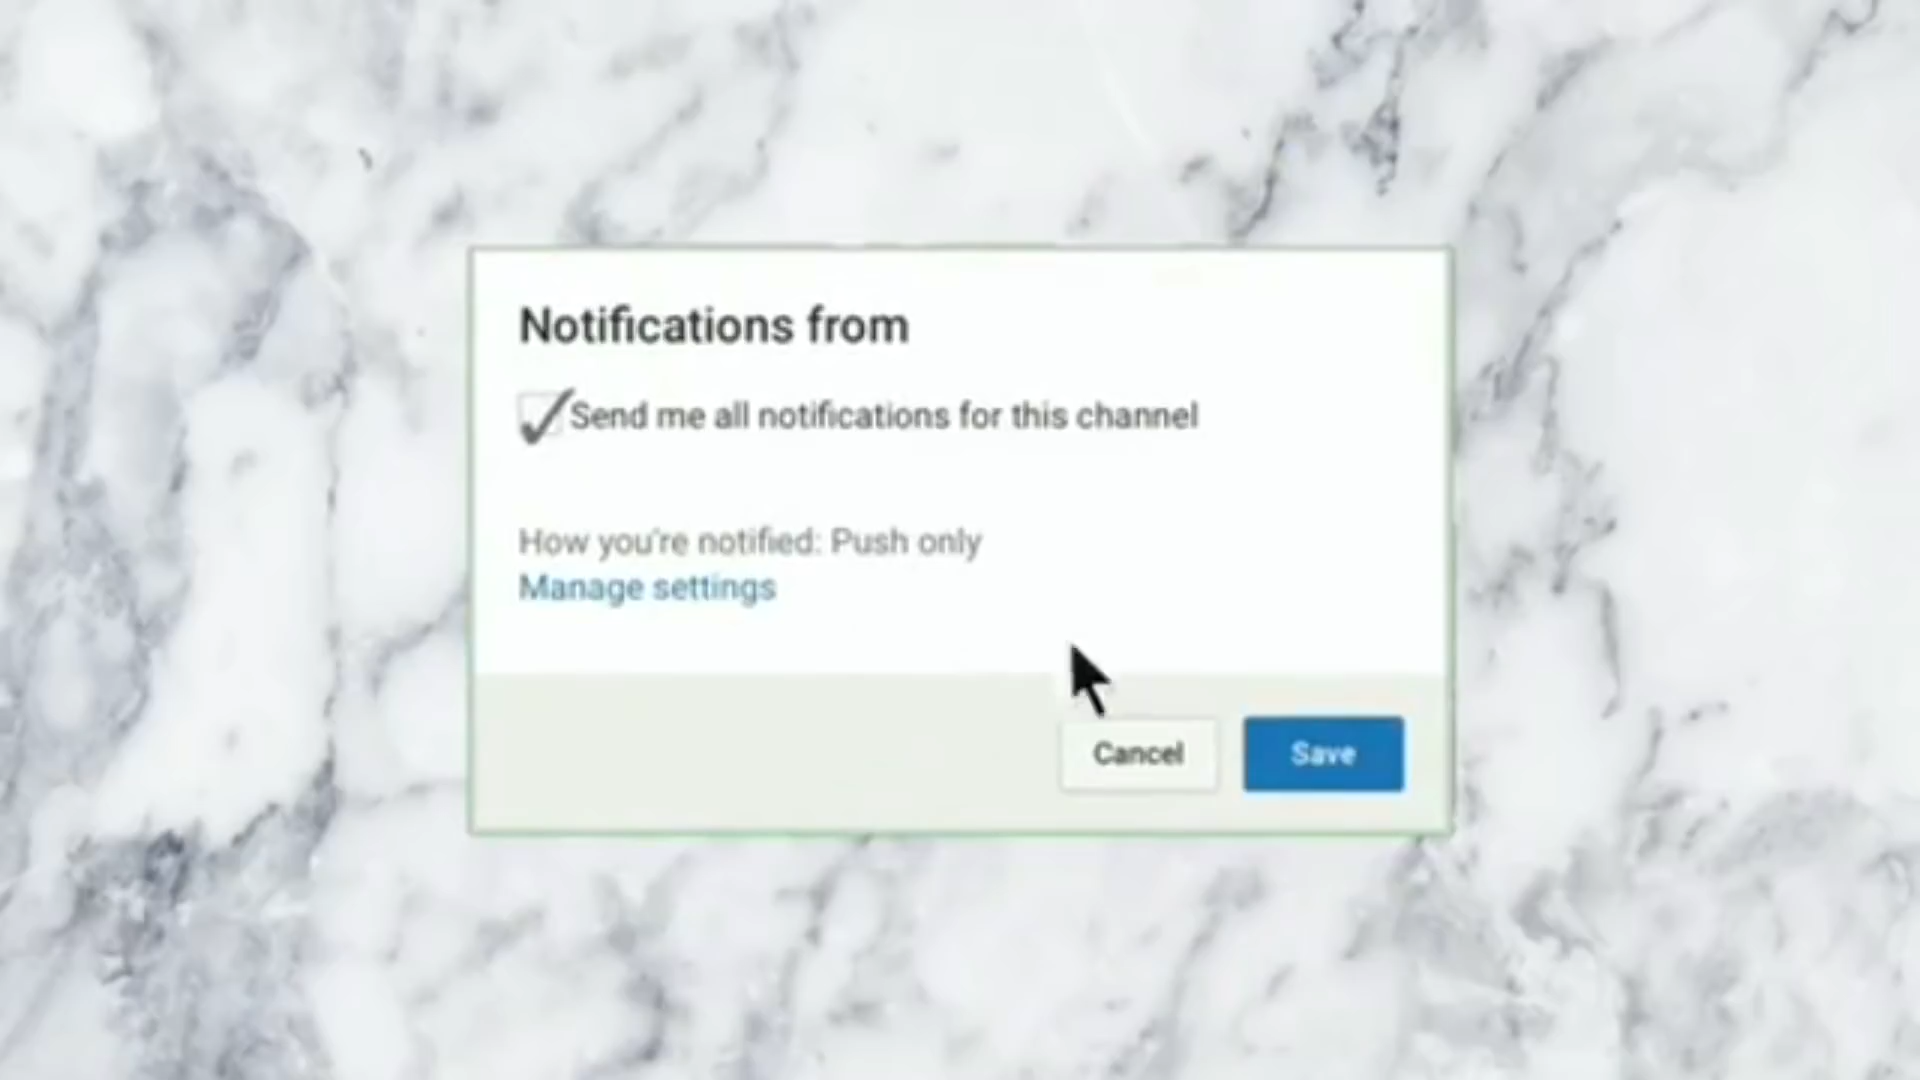 Notifications from
Send me all notifications for this channel
How you're notified: Push only
Manage settings
Cancel
Save